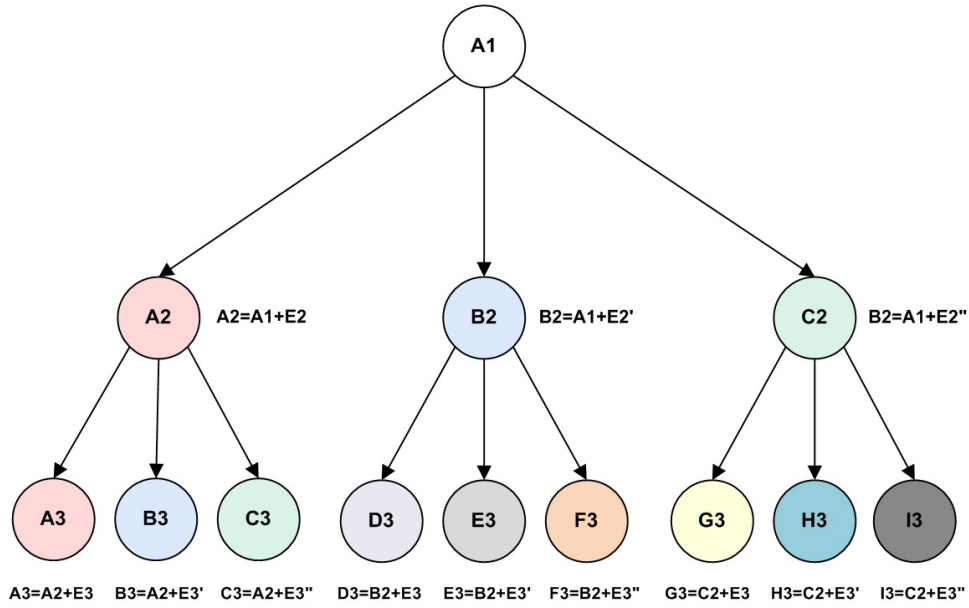 A1
A2
A2=A1+E2
B2
B2=A1+E2'
C2
B2=A1+E2"
A3
B3
C3
D3
E3
F3
G3
H3
I3
A3=A2+E3
B3=A2+E3'
C3=A2+E3"
D3=B2+E3
E3=B2+E3'
F3=B2+E3"
G3=C2+E3
H3=C2+E3'
I3=C2+E3"